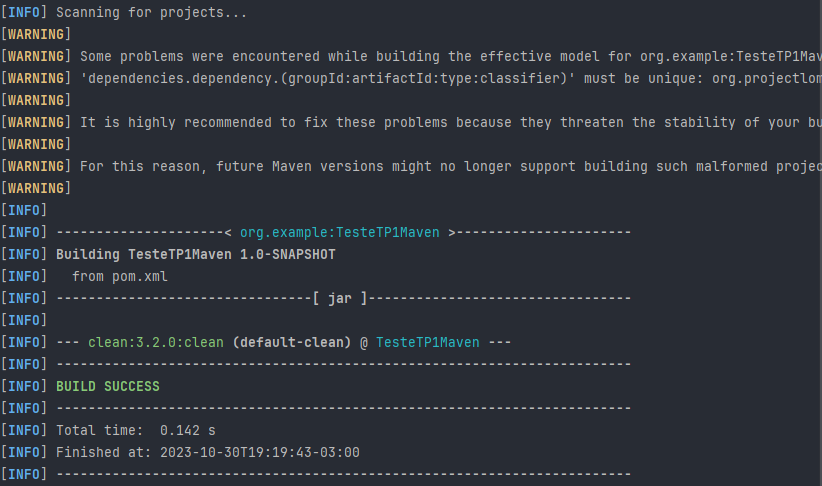 [INFO] Scanning for projects...
[WARNING]
[WARNING] Some problems were encountered while building the effective model for org.example:TesteTP1Mav
[WARNING] 'dependencies.dependency.(groupId:artifactId:type:classifier)' must be unique: org.projectlom
[WARNING]
[WARNING] It is highly recommended to fix these problems because they threaten the stability of your bu
[WARNING]
[WARNING] For this reason, future Maven versions might no longer support building such malformed projec
[WARNING]
[INFO]
[INFO] ---------------------< org.example:TesteTP1Maven >----------------------
[INFO] Building TesteTP1Maven 1.0-SNAPSHOT
[INFO]   from pom.xml
[INFO] --------------------------------[ jar ]---------------------------------
[INFO]
[INFO] --- clean:3.2.0:clean (default-clean) @ TesteTP1Maven ---
[INFO] ------------------------------------------------------------------------
[INFO] BUILD SUCCESS
[INFO] ------------------------------------------------------------------------
[INFO] Total time:  0.142 s
[INFO] Finished at: 2023-10-30T19:19:43-03:00
[INFO] ------------------------------------------------------------------------